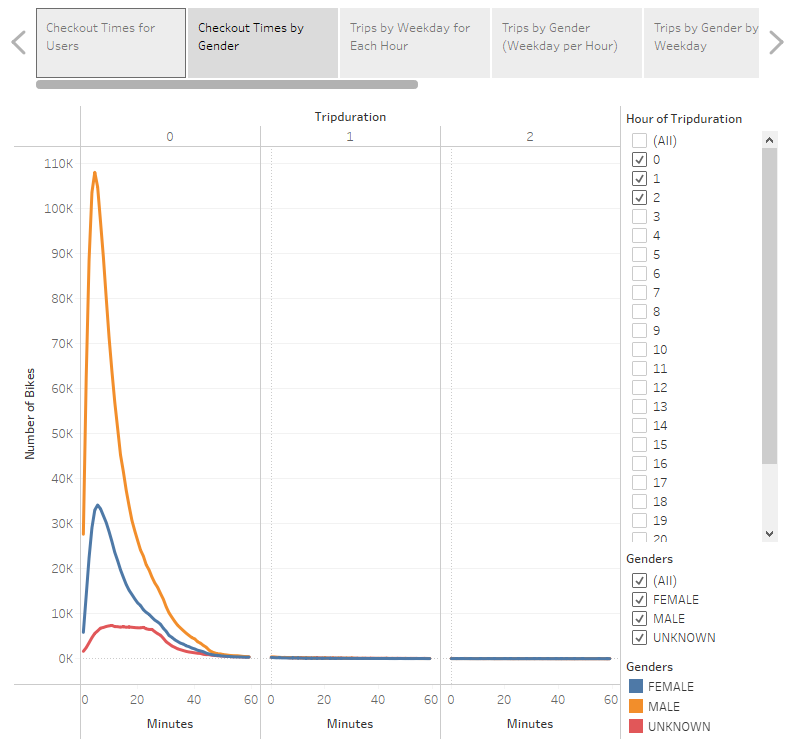 Checkout Times for
Users
Checkout Times by
Gender
Trips by Weekday for
Each Hour
Trips by Gender
(Weekday per Hour)
Trips by Gender by
Weekday
Tripduration
0
1
2
110K
100K
90K
80K
70K
60K
50K
40K
30K
20K
10K
0K
Number of Bikes
0
20
40
60
0
20
40
60
0
20
40
60
Minutes
Minutes
Minutes
Hour of Tripduration
(All)
0
1
2
3
4
5
6
7
8
9
10
11
12
13
14
15
16
17
18
19
20
Genders
(All)
FEMALE
MALE
UNKNOWN
Genders
FEMALE
MALE
UNKNOWN